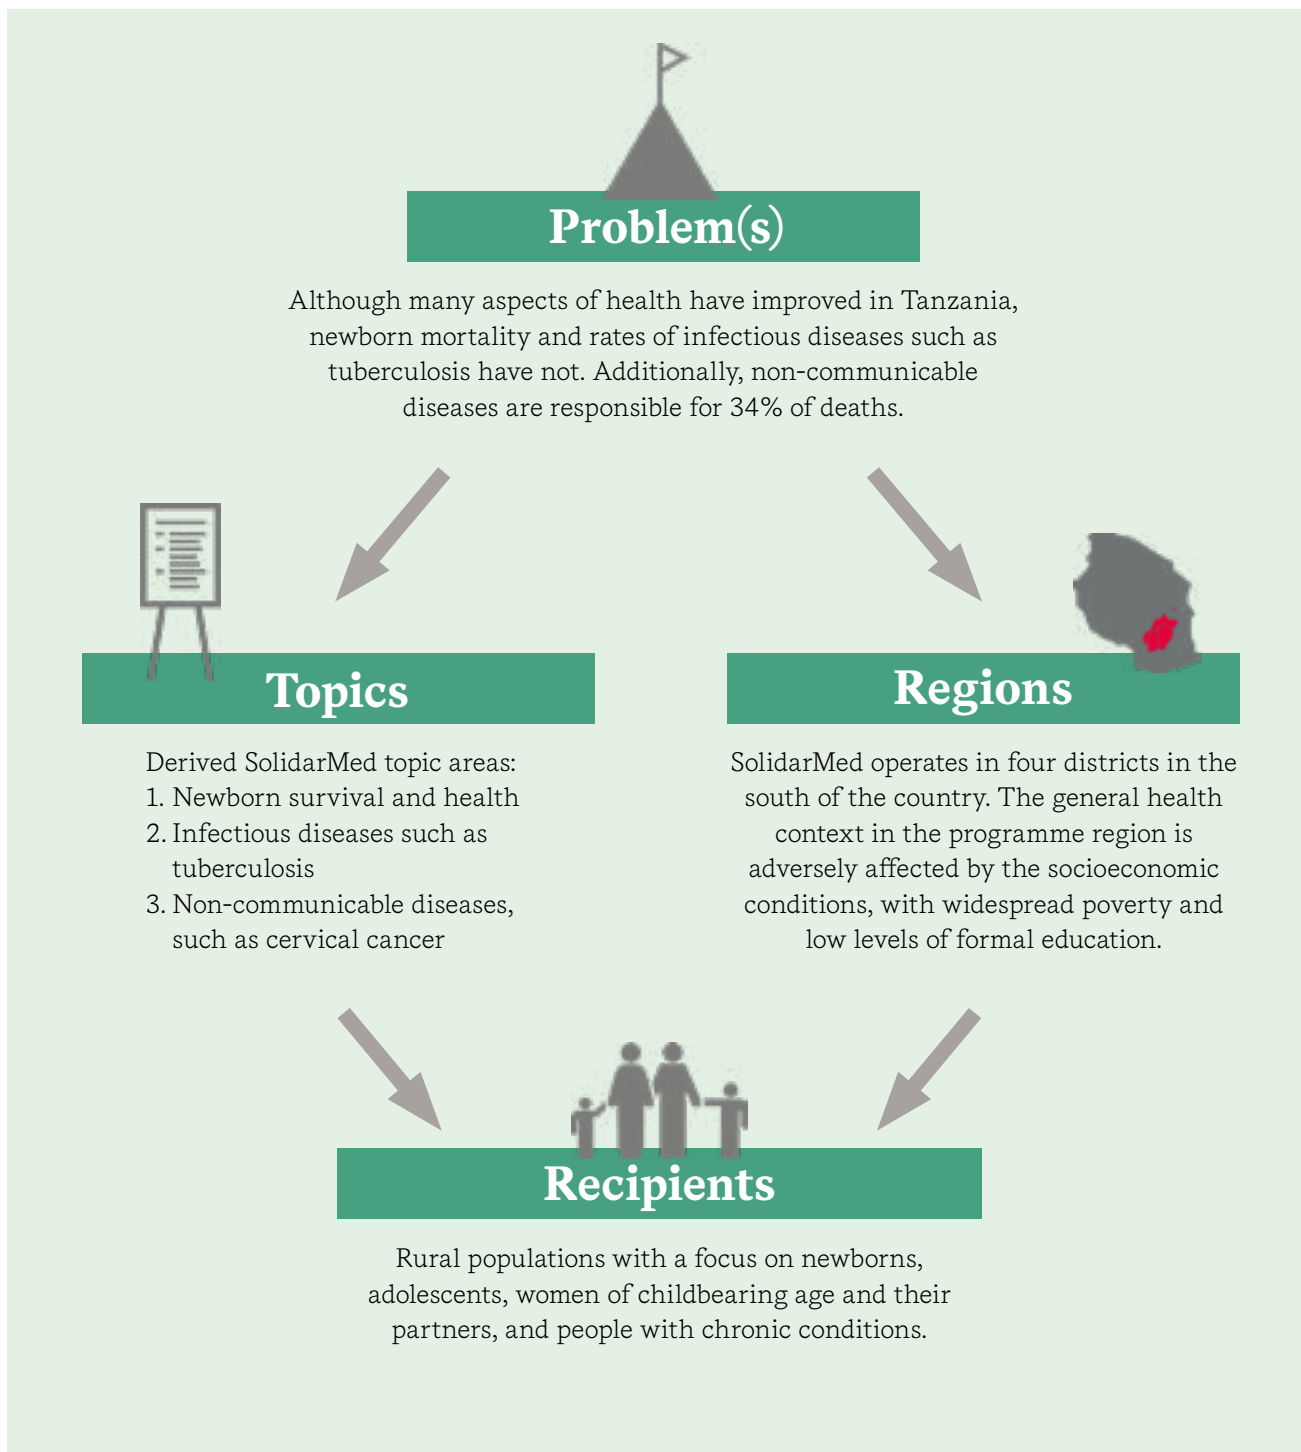 Problem(s)
Although many aspects of health have improved in Tanzania,
newborn mortality and rates of infectious diseases such as
tuberculosis have not. Additionally, non-communicable
diseases are responsible for 34% of deaths.
Topics
Derived SolidarMed topic areas:
1. Newborn survival and health
2. Infectious diseases such as
tuberculosis
3. Non-communicable diseases,
such as cervical cancer
Regions
SolidarMed operates in four districts in the
south of the country. The general health
context in the programme region is
adversely affected by the socioeconomic
conditions, with widespread poverty and
low levels of formal education.
Recipients
Rural populations with a focus on newborns,
adolescents, women of childbearing age and their
partners, and people with chronic conditions.